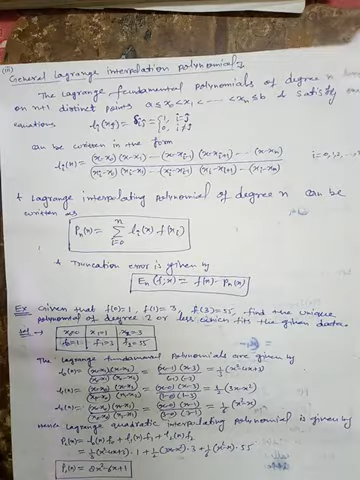 (iii)
General Lagrange interpolation polynomials
The Lagrange fundamental polynomials of degree n
on n+1 distinct points a≤x₀<x₁<-----<xₙ≤b & satisfy
equations lᵢ(xⱼ) = δᵢⱼ = {1, i=j
0, i≠j
can be written in the form
lᵢ(x) = (x-x₀)(x-x₁)---(x-xᵢ₋₁)(x-xᵢ₊₁)---(x-xₙ) / (xᵢ-x₀)(xᵢ-x₁)---(xᵢ-xᵢ₋₁)(xᵢ-xᵢ₊₁)---(xᵢ-xₙ) i=0,1,2,
Lagrange interpolating polynomial of degree n can be
written as
Pₙ(x) = Σ lᵢ(x) f(xᵢ) n i=0
Truncation error is given by
Eₙ(f;x) = f(x) - Pₙ(x)
Ex Given that f(0)=1, f(1)=3, f(3)=55, find the unique
polynomial of degree 2 or less which fits the given data.
Sol → x₀=0 x₁=1 x₂=3
f₀=1 f₁=3 f₂=55
The Lagrange fundamental polynomials are given by
l₀(x) = (x-x₁)(x-x₂) / (x₀-x₁)(x₀-x₂) = (x-1)(x-3) / (-1)(-3) = 1/3 (x²-4x+3)
l₁(x) = (x-x₀)(x-x₂) / (x₁-x₀)(x₁-x₂) = (x-0)(x-3) / (1-0)(1-3) = 1/2 (3x-x²)
l₂(x) = (x-x₀)(x-x₁) / (x₂-x₀)(x₂-x₁) = (x-0)(x-1) / (3-0)(3-1) = 1/6 (x²-x)
Hence Lagrange quadratic interpolating polynomial is given by
P₂(x) = l₀(x) f₀ + l₁(x) f₁ + l₂(x) f₂
= 1/3 (x²-4x+3)·1 + 1/2 (3x-x²)·3 + 1/6 (x²-x)·55
P₂(x) = 8x²-6x+1